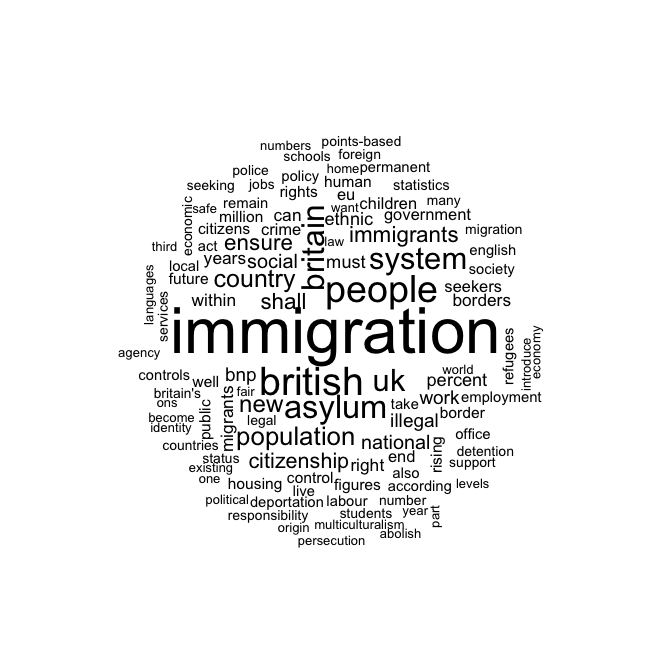 numbers points-based
schools foreign
police policy home permanent
seeking jobs rights human statistics
economic safe remain eu want children many
million can ethnic government
citizens crime britain law immigrants migration
third act ensure must system english
local years social society
languages future country people seekers
services within shall borders
immigration
agency refugees introduce economy
controls well bnp british uk percent world
britain's fair work employment
ons public migrants new asylum take border
become legal illegal
identity population national office
countries status citizenship right end rising detention
existing also support
one housing control figures according levels
live
political deportation labour number
responsibility students year part
origin multiculturalism abolish
persecution